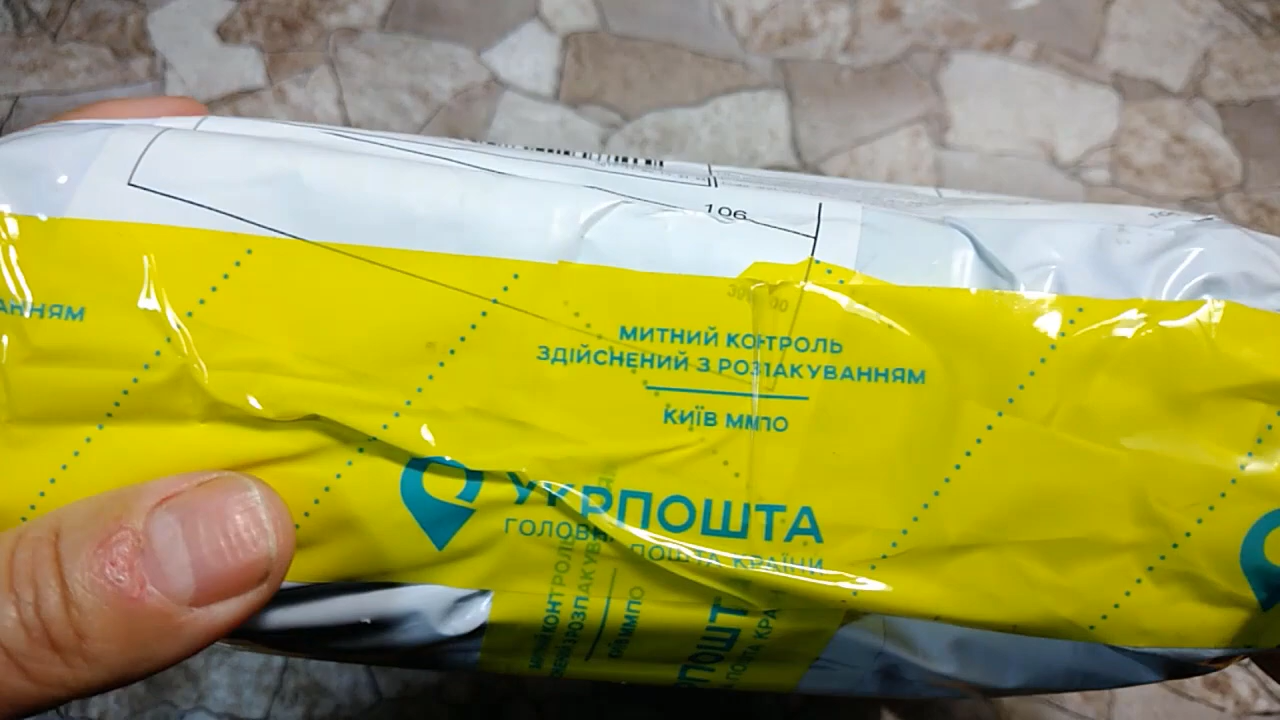 106
АННЯМ
МИТНИЙ КОНТРОЛЬ
ЗДІЙСНЕНИЙ З РОЗПАКУВАННЯМ
КИЇВ ММПО
УКРПОШТА
ГОЛОВНА ПОШТА КРАЇНИ